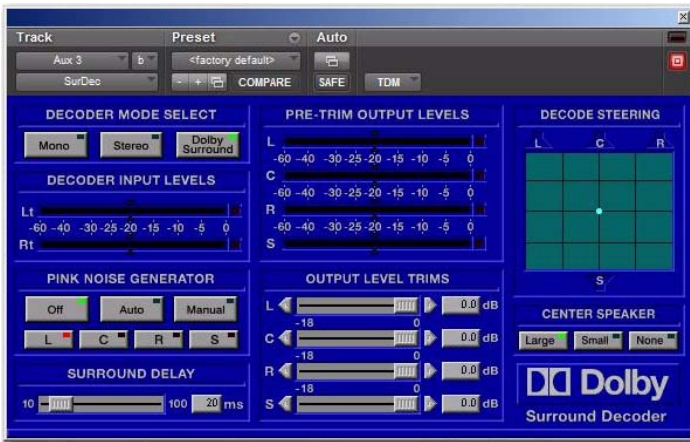 Track Preset Auto
Aux 3 b <factory default>
SurDec - + COMPARE SAFE TDM
DECODER MODE SELECT
Mono Stereo Dolby Surround
DECODER INPUT LEVELS
Lt
-60 -40 -30 -25 -20 -15 -10 -5 0
Rt
PINK NOISE GENERATOR
Off Auto Manual
L C R S
SURROUND DELAY
10 100 20 ms
PRE-TRIM OUTPUT LEVELS
L
-60 -40 -30 -25 -20 -15 -10 -5 0
C
-60 -40 -30 -25 -20 -15 -10 -5 0
R
-60 -40 -30 -25 -20 -15 -10 -5 0
S
OUTPUT LEVEL TRIMS
L 0.0 dB
-18 0
C 0.0 dB
-18 0
R 0.0 dB
-18 0
S 0.0 dB
DECODE STEERING
L C R
S
CENTER SPEAKER
Large Small None
Dolby
Surround Decoder